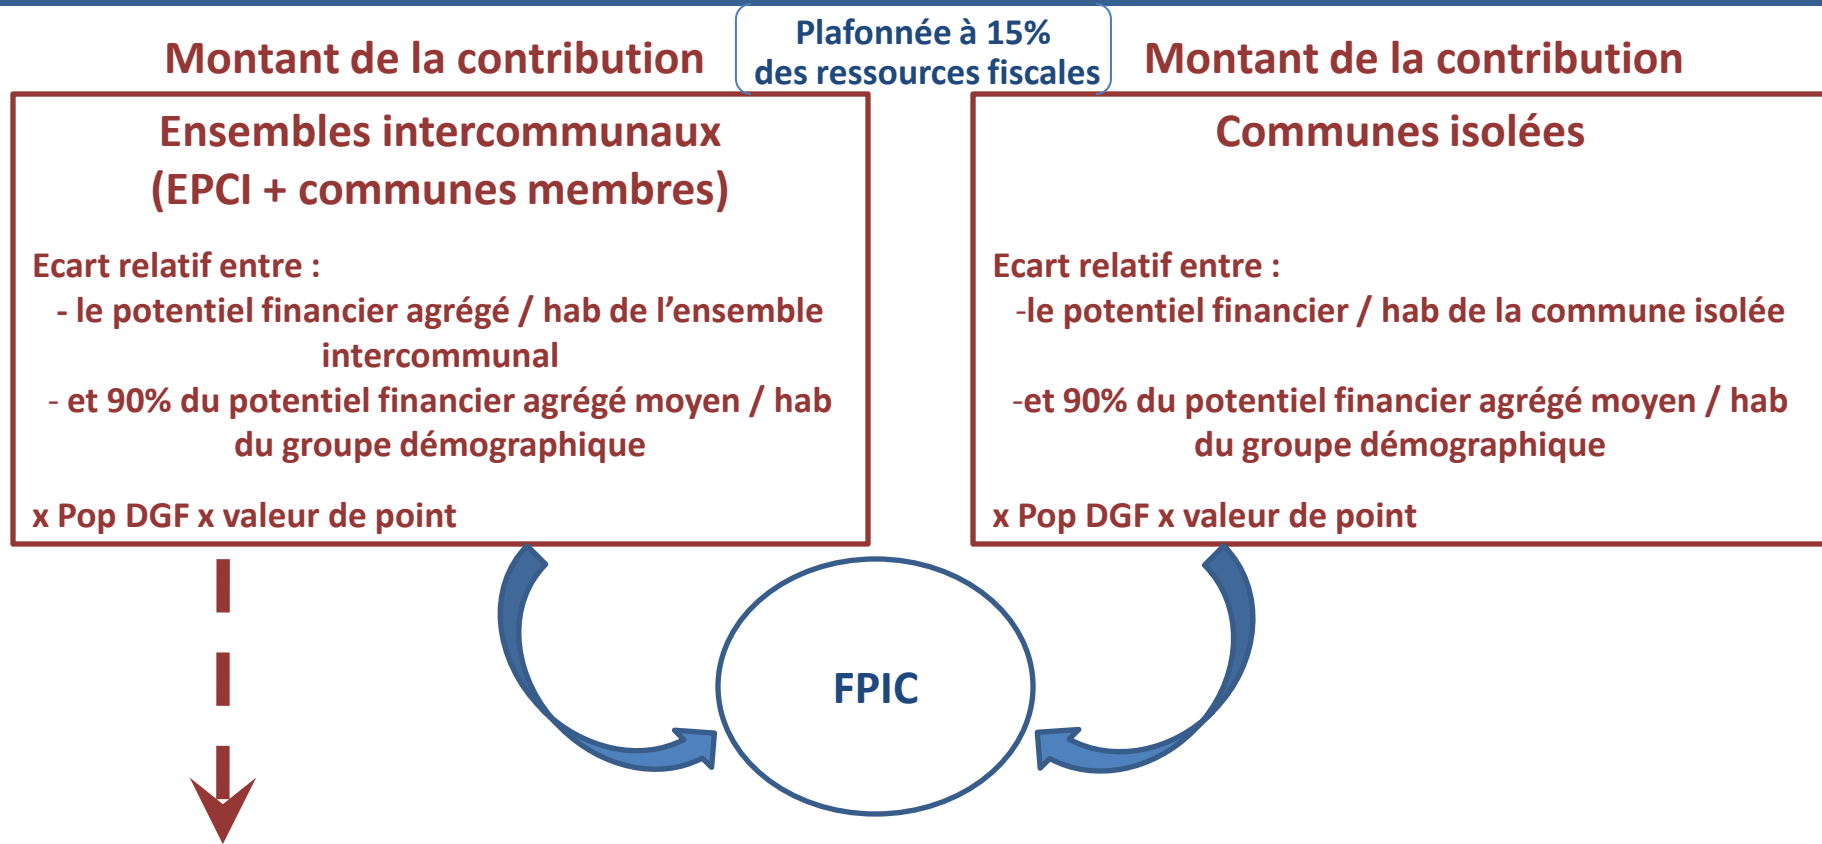 Plafonnée à 15%
des ressources fiscales
Montant de la contribution
Ensembles intercommunaux
(EPCI + communes membres)
Ecart relatif entre :
- le potentiel financier agrégé / hab de l’ensemble
intercommunal
- et 90% du potentiel financier agrégé moyen / hab
du groupe démographique
x Pop DGF x valeur de point
Montant de la contribution
Communes isolées
Ecart relatif entre :
-le potentiel financier / hab de la commune isolée
-et 90% du potentiel financier agrégé moyen / hab
du groupe démographique
x Pop DGF x valeur de point
FPIC